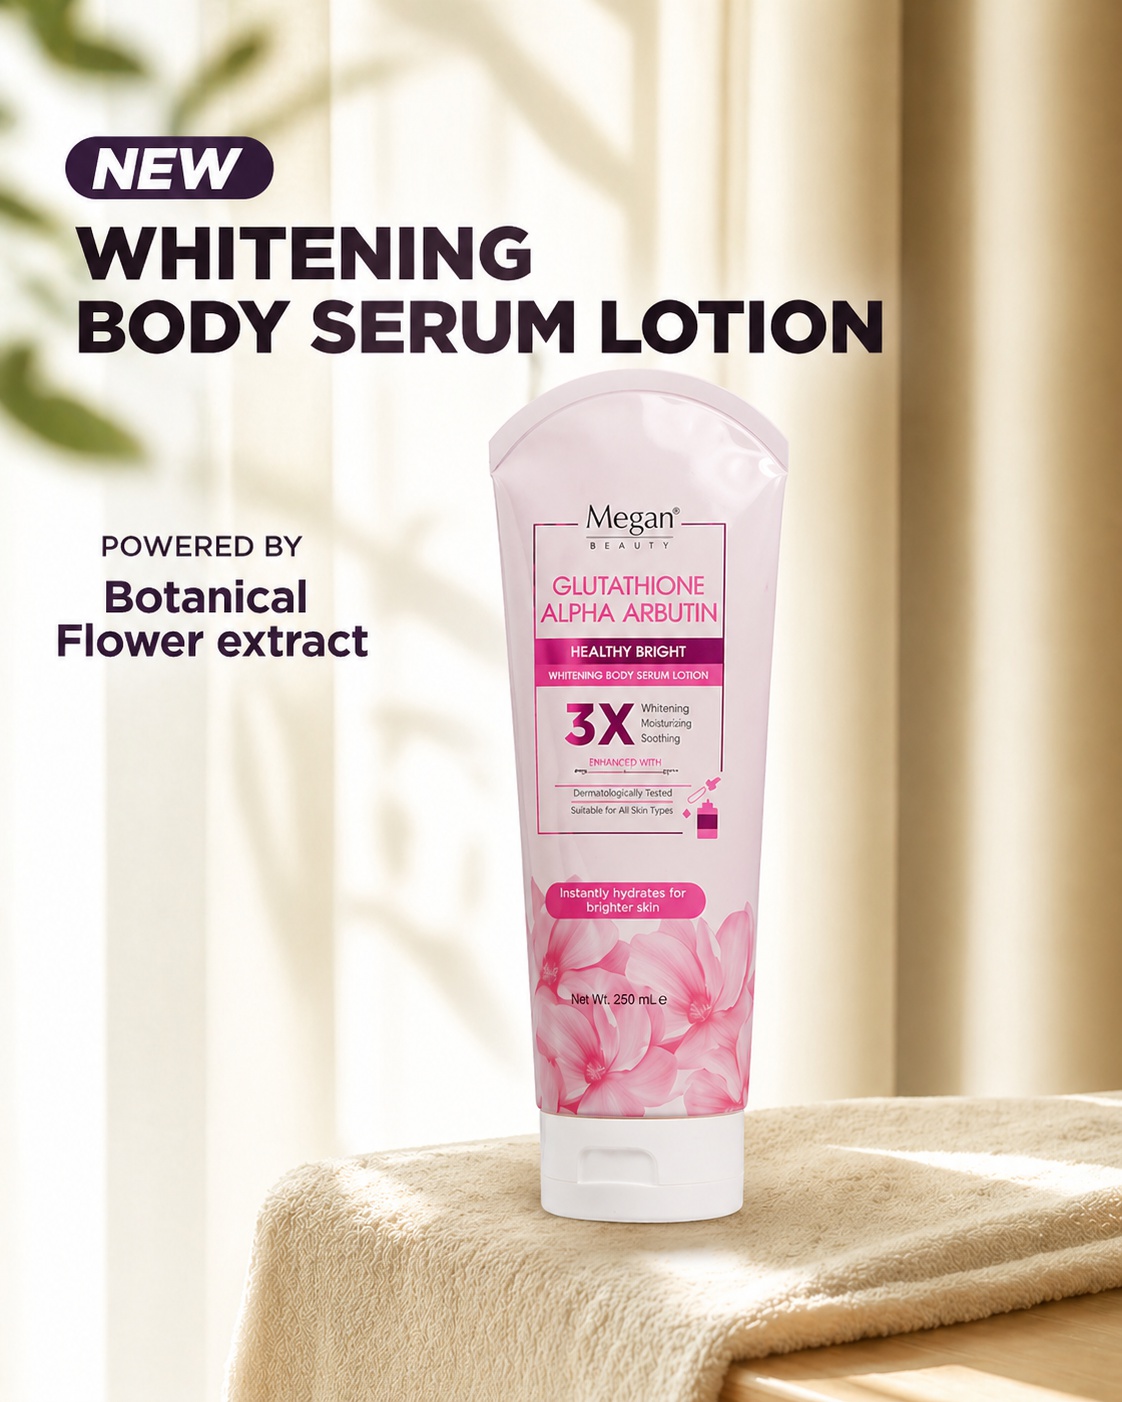 NEW
WHITENING
BODY SERUM LOTION
POWERED BY
Botanical
Flower extract
Megan®
BEAUTY
GLUTATHIONE
ALPHA ARBUTIN
HEALTHY BRIGHT
WHITENING BODY SERUM LOTION
3X
Whitening
Moisturizing
Soothing
ENHANCED WITH
Dermatologically Tested
Suitable for All Skin Types
Instantly hydrates for
brighter skin
Net Wt. 250 mL e